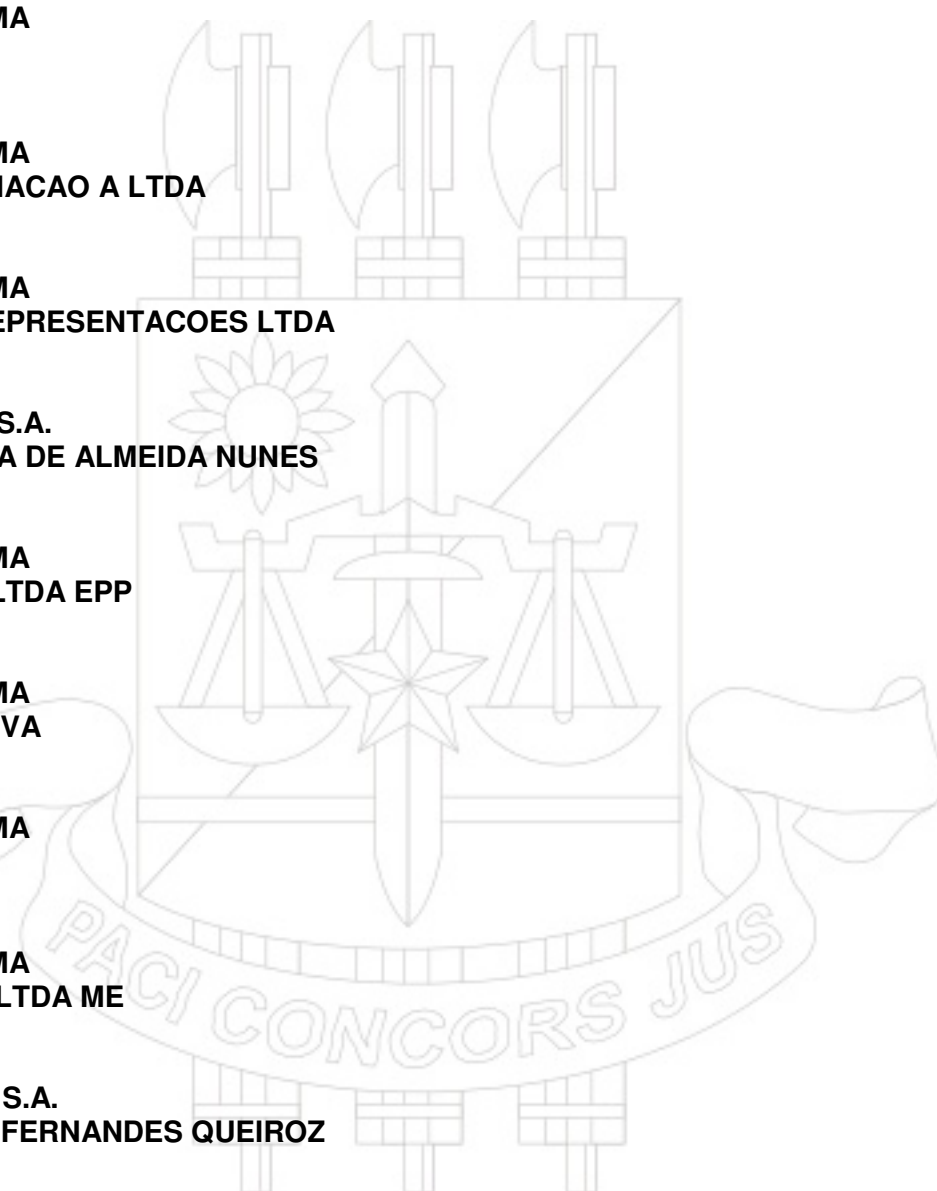 MA
MA
IACAO A LTDA
MA
EPRESENTACOES LTDA
S.A.
A DE ALMEIDA NUNES
MA
LTDA EPP
MA
VA
MA
MA
LTDA ME
S.A.
FERNANDES QUEIROZ
PACI CONCORS JUS